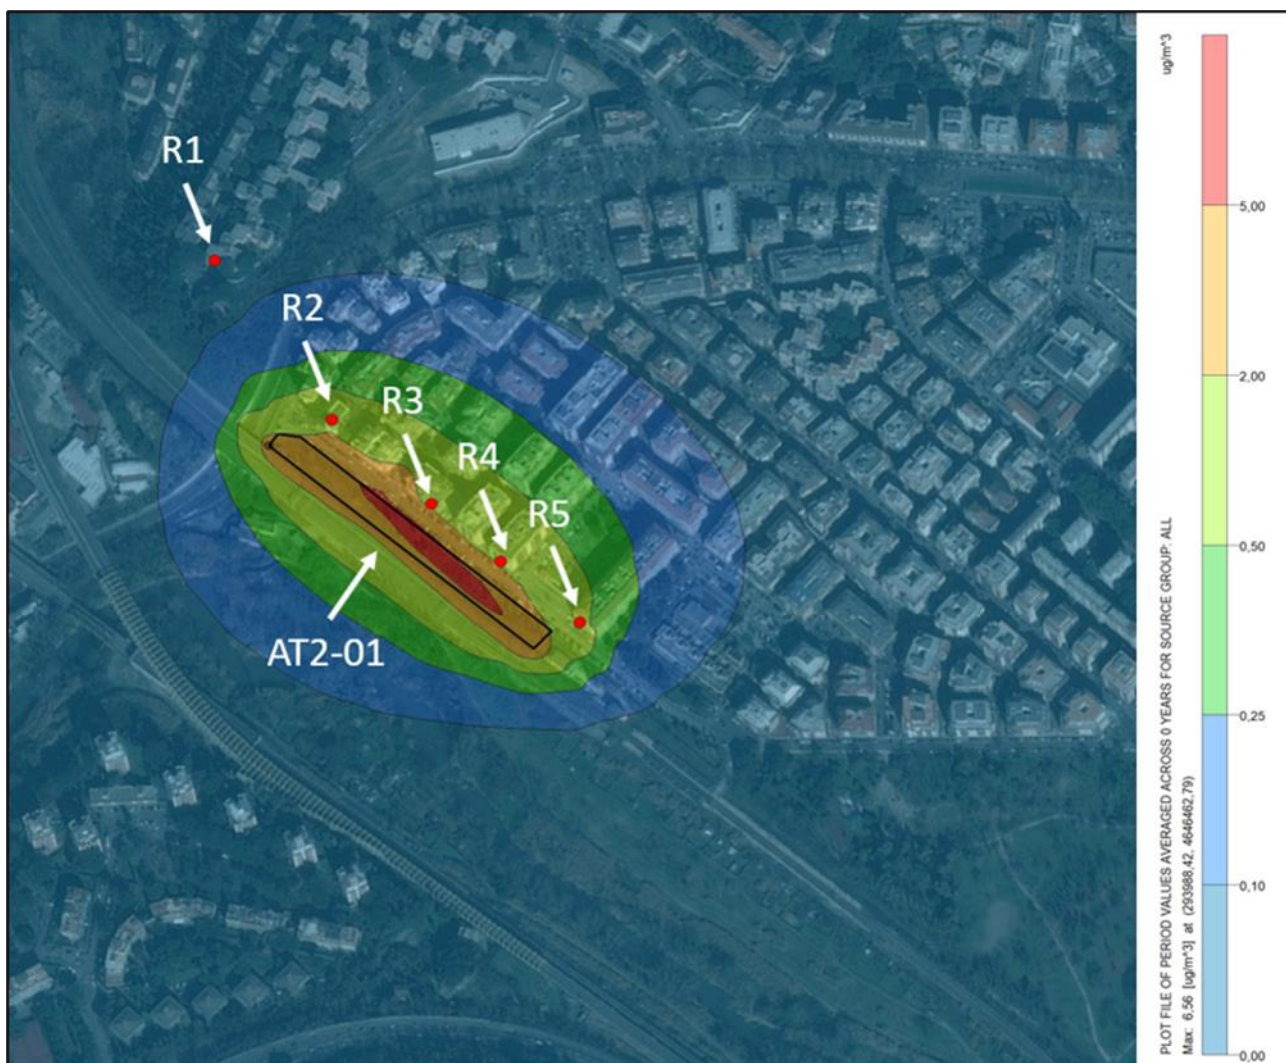 R1
R2
R3
R4
R5
AT2-01
ug/m^3
5,00
2,00
0,50
0,25
0,10
0,00
PLOT FILE OF PERIOD VALUES AVERAGED ACROSS 0 YEARS FOR SOURCE GROUP: ALL
Max: 6,56 [ug/m^3] at (293988,42, 4646462,79)